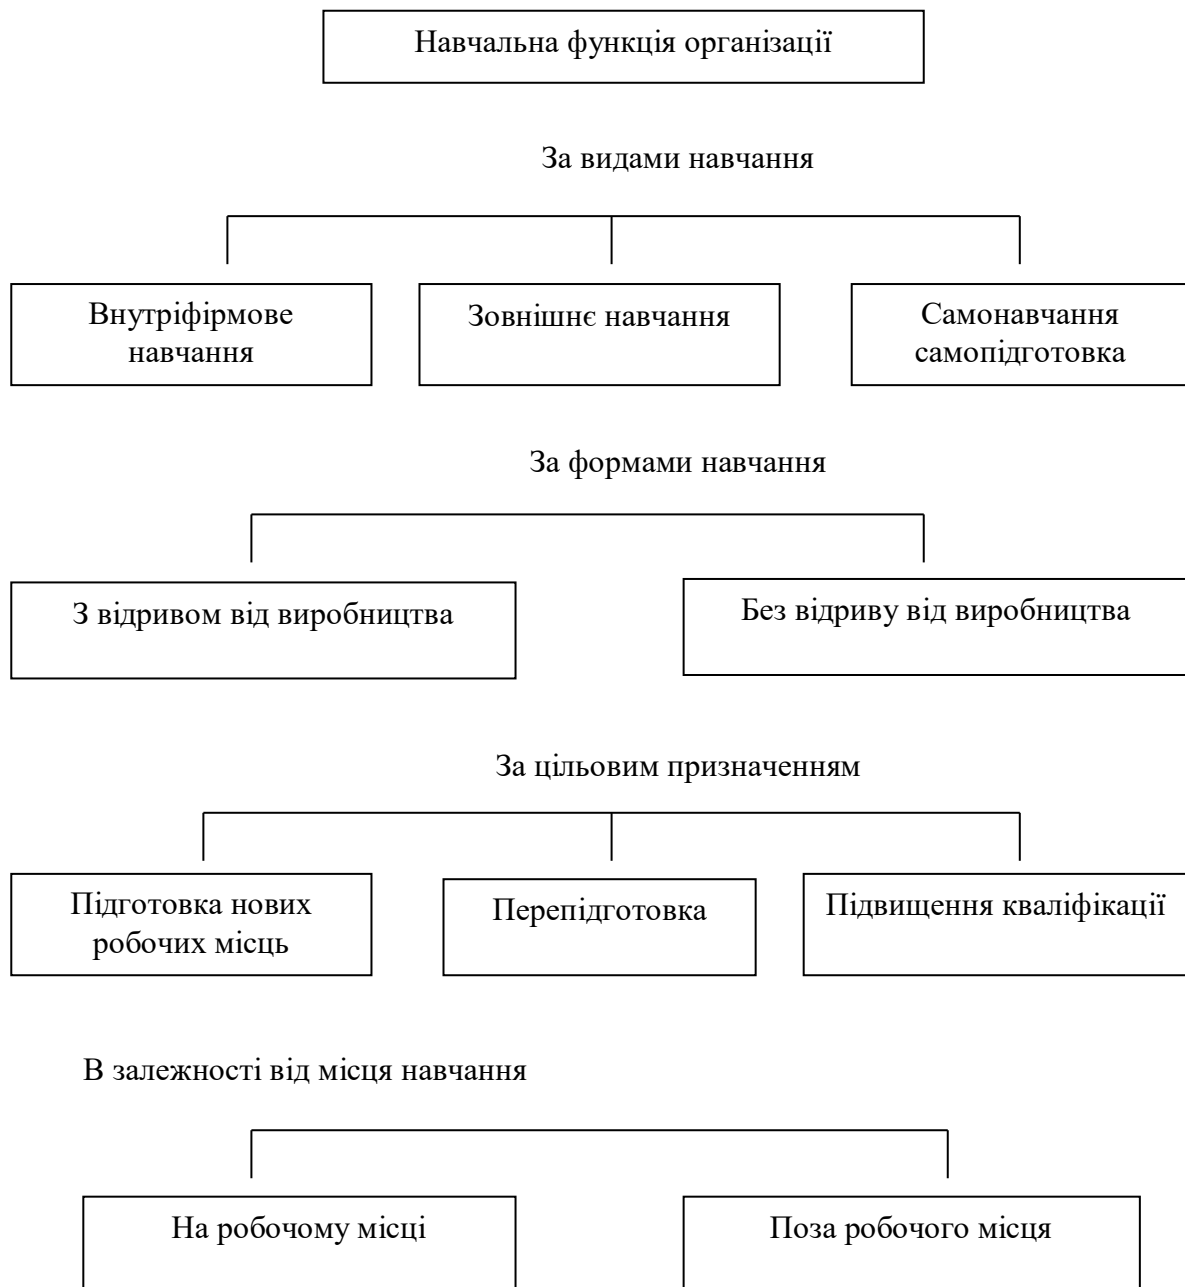 Навчальна функція організації
За видами навчання
Внутріфірмове
навчання
Зовнішнє навчання
Самонавчання
самопідготовка
За формами навчання
З відривом від виробництва
Без відриву від виробництва
За цільовим призначенням
Підготовка нових
робочих місць
Перепідготовка
Підвищення кваліфікації
В залежності від місця навчання
На робочому місці
Поза робочого місця